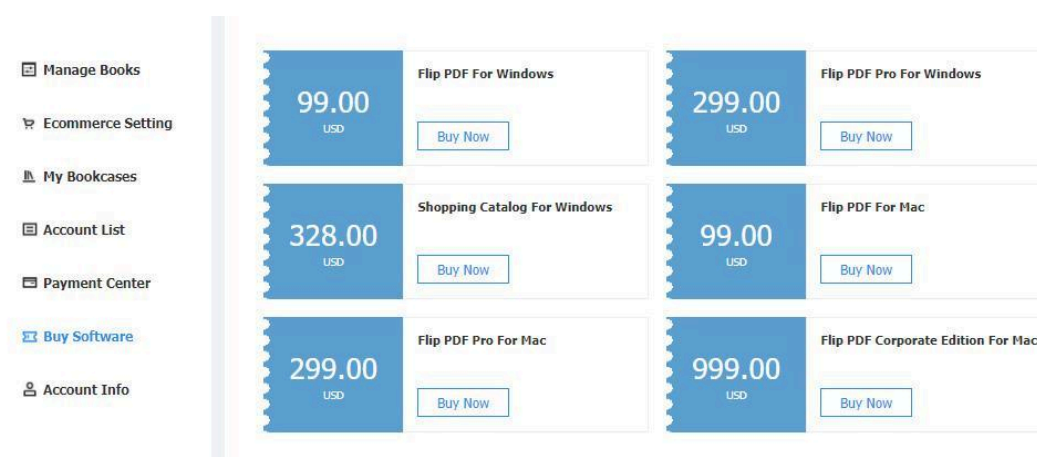 Manage Books
Ecommerce Setting
My Bookcases
Account List
Payment Center
Buy Software
Account Info
99.00
USD
Flip PDF For Windows
Buy Now
299.00
USD
Flip PDF Pro For Windows
Buy Now
328.00
USD
Shopping Catalog For Windows
Buy Now
99.00
USD
Flip PDF For Mac
Buy Now
299.00
USD
Flip PDF Pro For Mac
Buy Now
999.00
USD
Flip PDF Corporate Edition For Mac
Buy Now